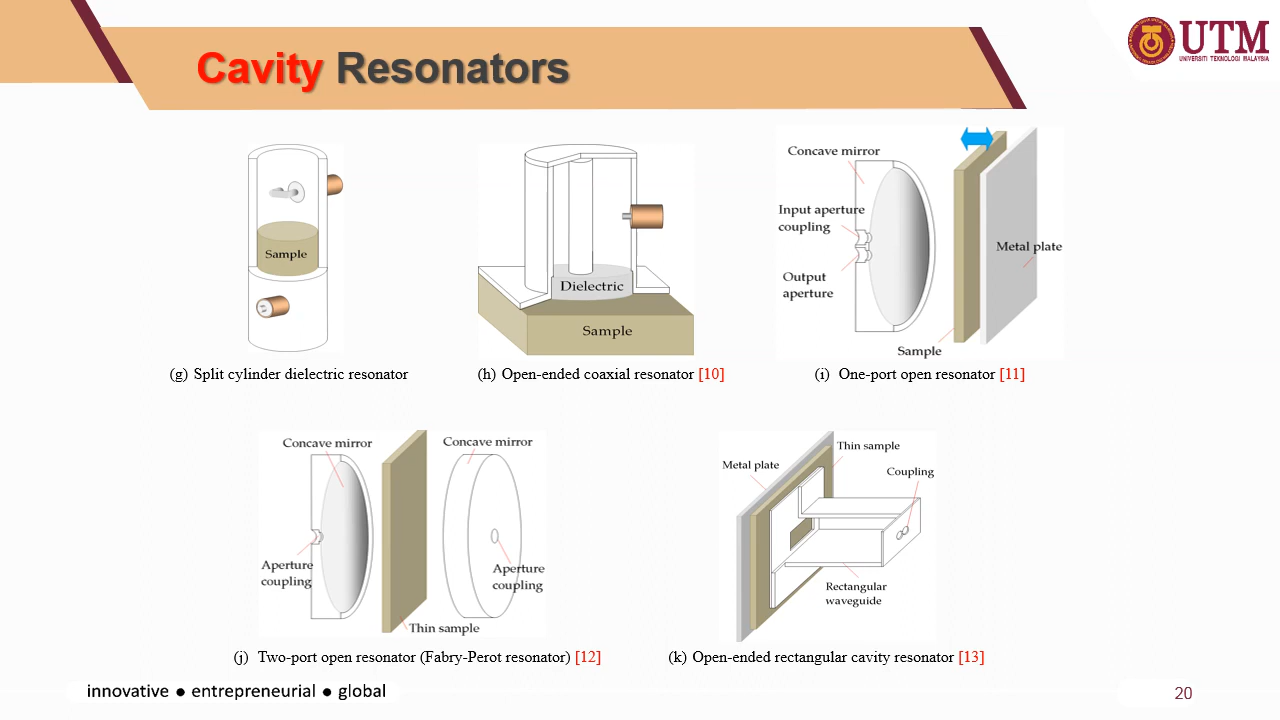 Cavity Resonators
UTM
UNIVERSITI TEKNOLOGI MALAYSIA
Sample
(g) Split cylinder dielectric resonator
Dielectric
Sample
(h) Open-ended coaxial resonator [10]
Concave mirror
Input aperture
coupling
Output
aperture
Metal plate
Sample
(i) One-port open resonator [11]
Concave mirror
Concave mirror
Aperture
coupling
Aperture
coupling
Thin sample
(j) Two-port open resonator (Fabry-Perot resonator) [12]
Thin sample
Metal plate
Coupling
Rectangular
waveguide
(k) Open-ended rectangular cavity resonator [13]
innovative ● entrepreneurial ● global
20